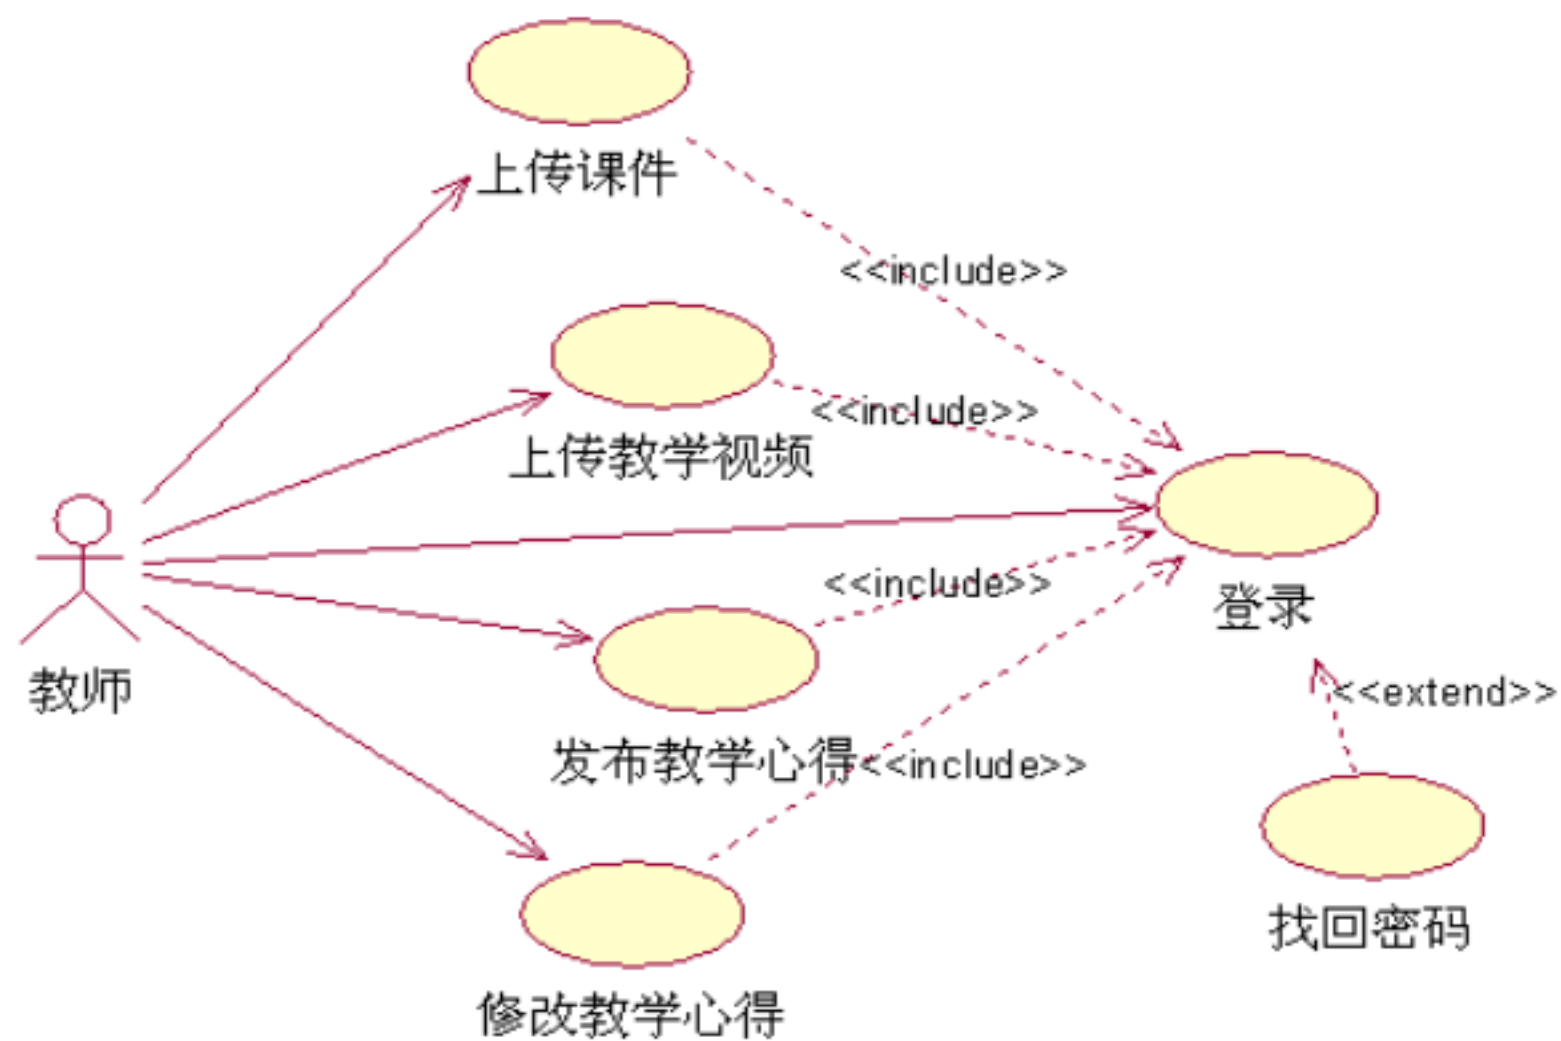 上传课件
<<include>>
<<include>>
上传教学视频
<<include>>
登录
教师
<<extend>>
发布教学心得
<<include>>
找回密码
修改教学心得